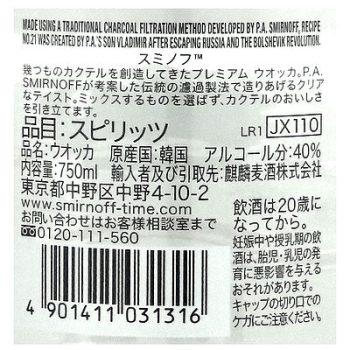 MADE USING A TRADITIONAL CHARCOAL FILTRATION METHOD DEVELOPED BY P.A. SMIRNOFF, RECIPE
NO.21 WAS CREATED BY P.A.'S SON VLADIMIR AFTER ESCAPING RUSSIA AND THE BOLSHEVIK REVOLUTION.
スミノフ™
幾つものカクテルを創造してきたプレミアム ウオッカ。P.A.
SMIRNOFFが考案した伝統の濾過製法で造りあげるクリア
なテイスト。ミックスするものを選ばず、カクテルのおいしさ
を引き立てます。
品目:スピリッツ
LR1 JX110
品名:ウオッカ 原産国:韓国 アルコール分:40%
内容量:750ml 輸入者及び引取者:麒麟麦酒株式会社
東京都中野区中野4-10-2
www.smirnoff-time.com
お問い合わせはお客様相談室まで
0120-111-560
飲酒は20歳に
なってから。
妊娠中や授乳期の飲
酒は、胎児・乳児の発
育に悪影響を与える
おそれがあります。
キャップの切り口での
ケガにご注意ください。
4 901411 031316